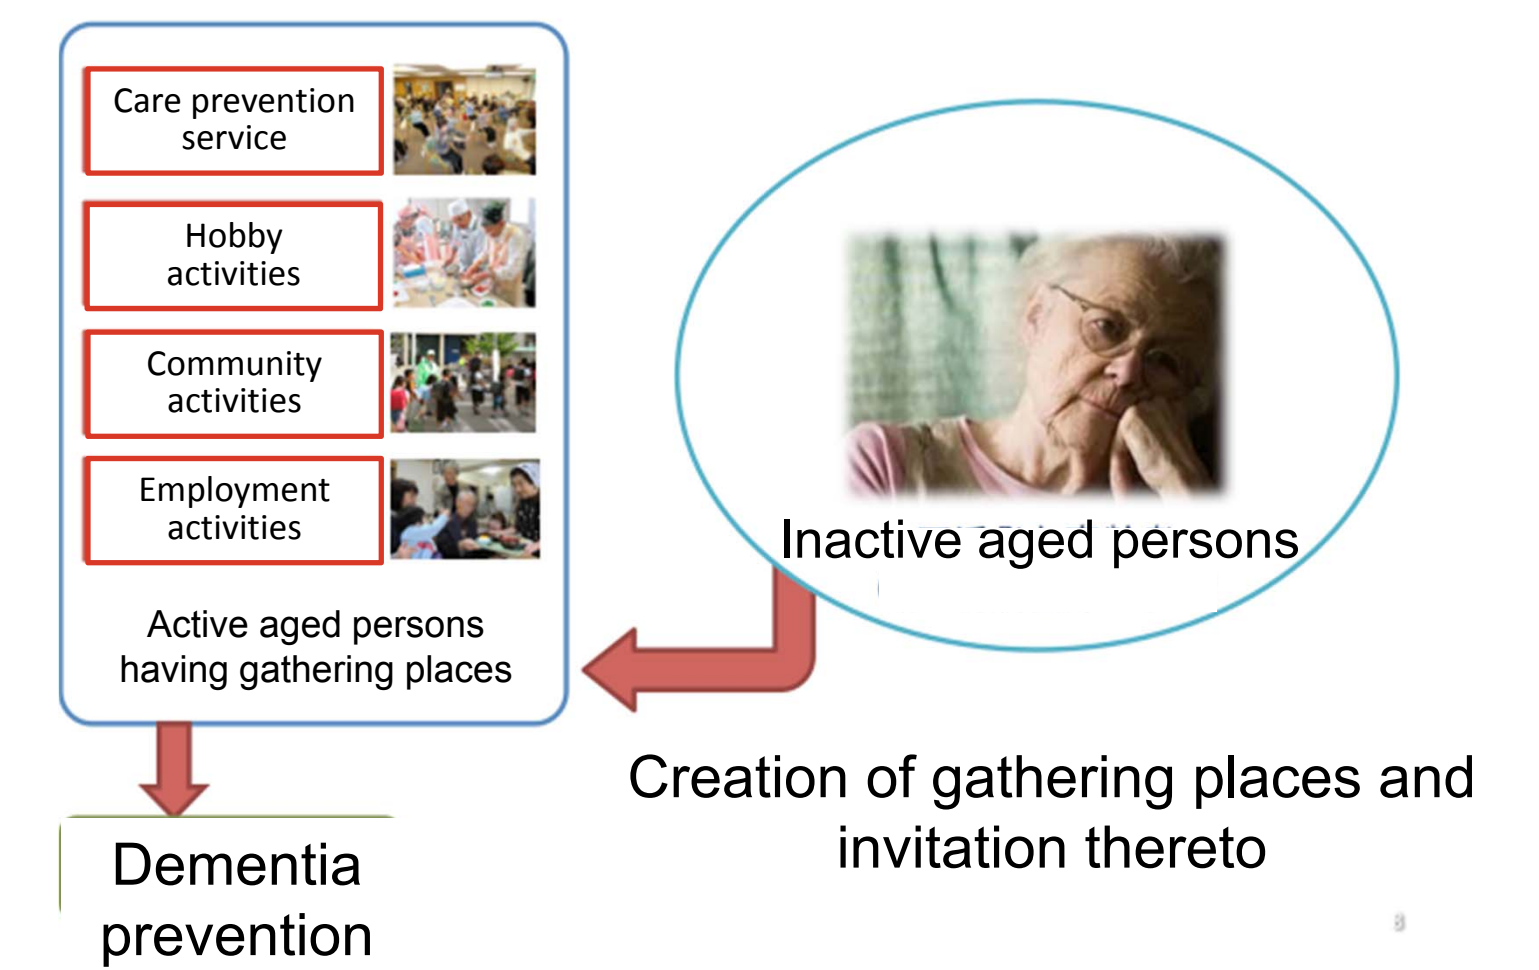 Care prevention
service
Hobby
activities
Community
activities
Employment
activities
Active aged persons
having gathering places
Inactive aged persons
Creation of gathering places and
invitation thereto
Dementia
prevention
8